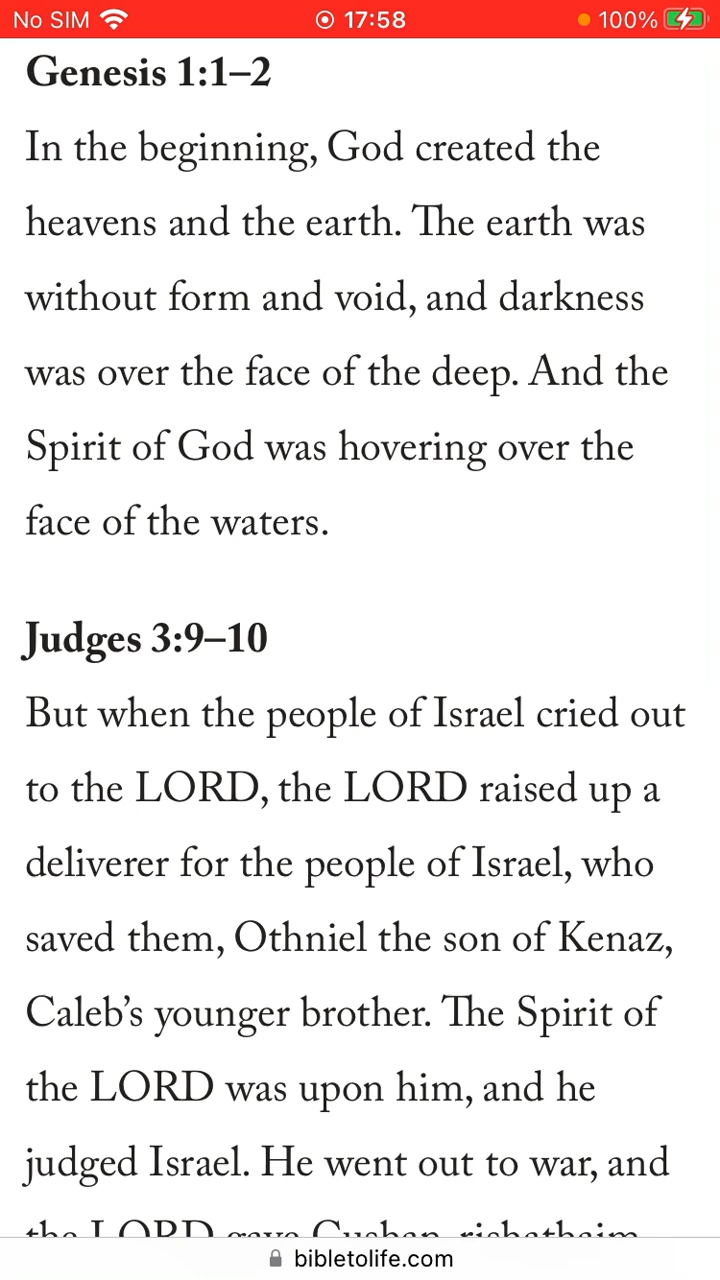 No SIM 17:58 100%
Genesis 1:1–2
In the beginning, God created the
heavens and the earth. The earth was
without form and void, and darkness
was over the face of the deep. And the
Spirit of God was hovering over the
face of the waters.
Judges 3:9–10
But when the people of Israel cried out
to the LORD, the LORD raised up a
deliverer for the people of Israel, who
saved them, Othniel the son of Kenaz,
Caleb’s younger brother. The Spirit of
the LORD was upon him, and he
judged Israel. He went out to war, and
the LORD gave Cushan-rishathaim
bibletolife.com